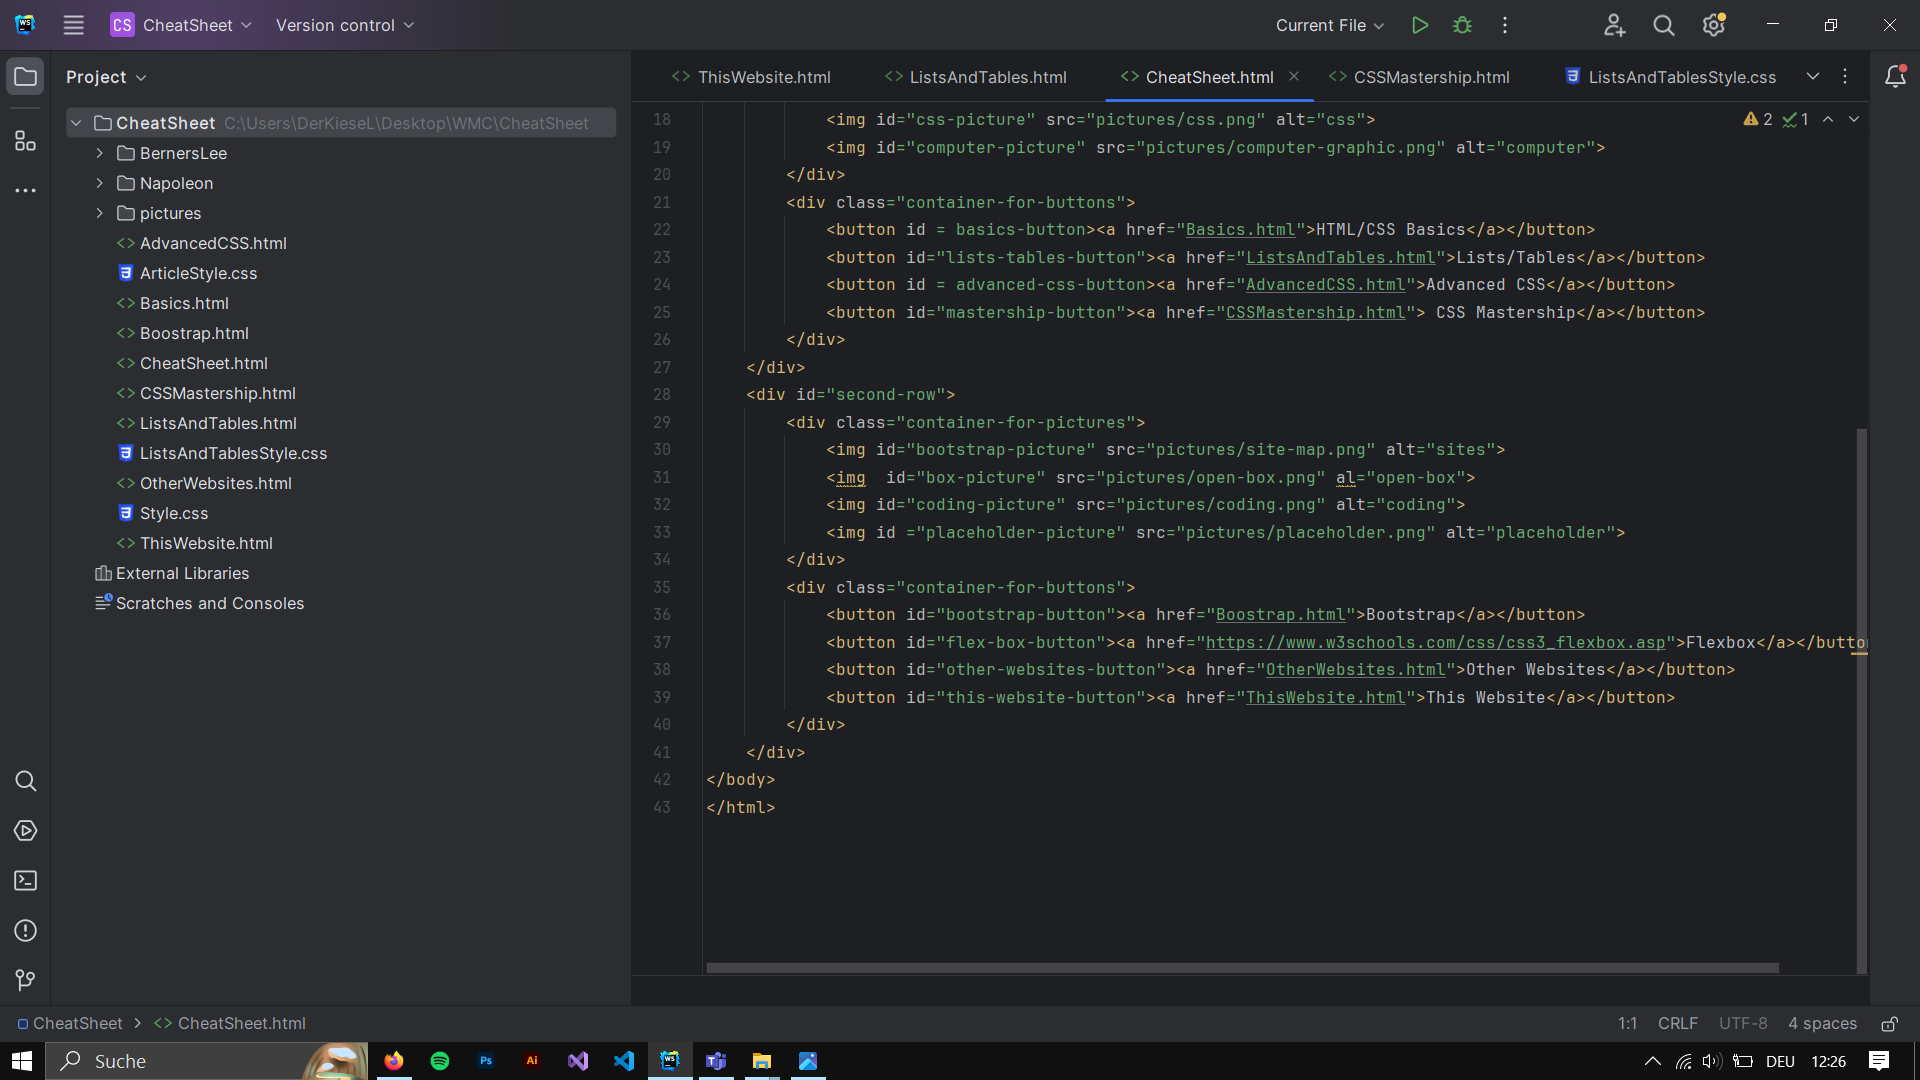 CS CheatSheet Version control Current File
Project
CheatSheet C:\Users\DerKieseL\Desktop\WMC\CheatSheet
BernersLee
Napoleon
pictures
AdvancedCSS.html
ArticleStyle.css
Basics.html
Boostrap.html
CheatSheet.html
CSSMastership.html
ListsAndTables.html
ListsAndTablesStyle.css
OtherWebsites.html
Style.css
ThisWebsite.html
External Libraries
Scratches and Consoles
ThisWebsite.html ListsAndTables.html CheatSheet.html CSSMastership.html ListsAndTablesStyle.css
2 1
18 <img id="css-picture" src="pictures/css.png" alt="css">
19 <img id="computer-picture" src="pictures/computer-graphic.png" alt="computer">
20 </div>
21 <div class="container-for-buttons">
22 <button id = basics-button><a href="Basics.html">HTML/CSS Basics</a></button>
23 <button id="lists-tables-button"><a href="ListsAndTables.html">Lists/Tables</a></button>
24 <button id = advanced-css-button><a href="AdvancedCSS.html">Advanced CSS</a></button>
25 <button id="mastership-button"><a href="CSSMastership.html"> CSS Mastership</a></button>
26 </div>
27 </div>
28 <div id="second-row">
29 <div class="container-for-pictures">
30 <img id="bootstrap-picture" src="pictures/site-map.png" alt="sites">
31 <img  id="box-picture" src="pictures/open-box.png" al="open-box">
32 <img id="coding-picture" src="pictures/coding.png" alt="coding">
33 <img id ="placeholder-picture" src="pictures/placeholder.png" alt="placeholder">
34 </div>
35 <div class="container-for-buttons">
36 <button id="bootstrap-button"><a href="Boostrap.html">Bootstrap</a></button>
37 <button id="flex-box-button"><a href="https://www.w3schools.com/css/css3_flexbox.asp">Flexbox</a></butto
38 <button id="other-websites-button"><a href="OtherWebsites.html">Other Websites</a></button>
39 <button id="this-website-button"><a href="ThisWebsite.html">This Website</a></button>
40 </div>
41 </div>
42 </body>
43 </html>
CheatSheet > CheatSheet.html 1:1 CRLF UTF-8 4 spaces
Suche DEU 12:26